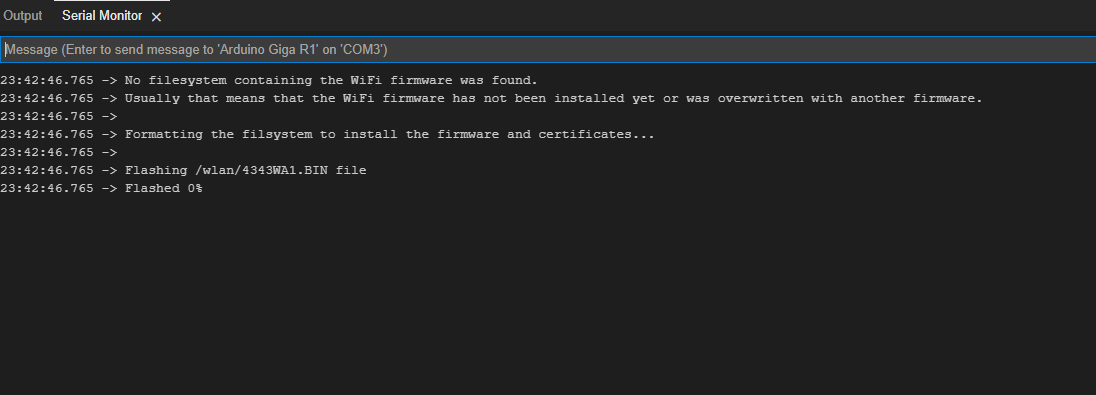 Output Serial Monitor ×
Message (Enter to send message to 'Arduino Giga R1' on 'COM3')
23:42:46.765 -> No filesystem containing the WiFi firmware was found.
23:42:46.765 -> Usually that means that the WiFi firmware has not been installed yet or was overwritten with another firmware.
23:42:46.765 ->
23:42:46.765 -> Formatting the filsystem to install the firmware and certificates...
23:42:46.765 ->
23:42:46.765 -> Flashing /wlan/4343WA1.BIN file
23:42:46.765 -> Flashed 0%